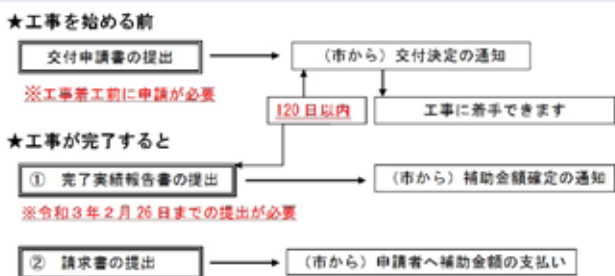 ★工事を始める前
交付申請書の提出
(市から)交付決定の通知
※工事着工前に申請が必要
120日以内
工事に着手できます
★工事が完了すると
① 完了実績報告書の提出
(市から)補助金額確定の通知
※令和3年2月26日までの提出が必要
② 請求書の提出
(市から)申請者へ補助金額の支払い